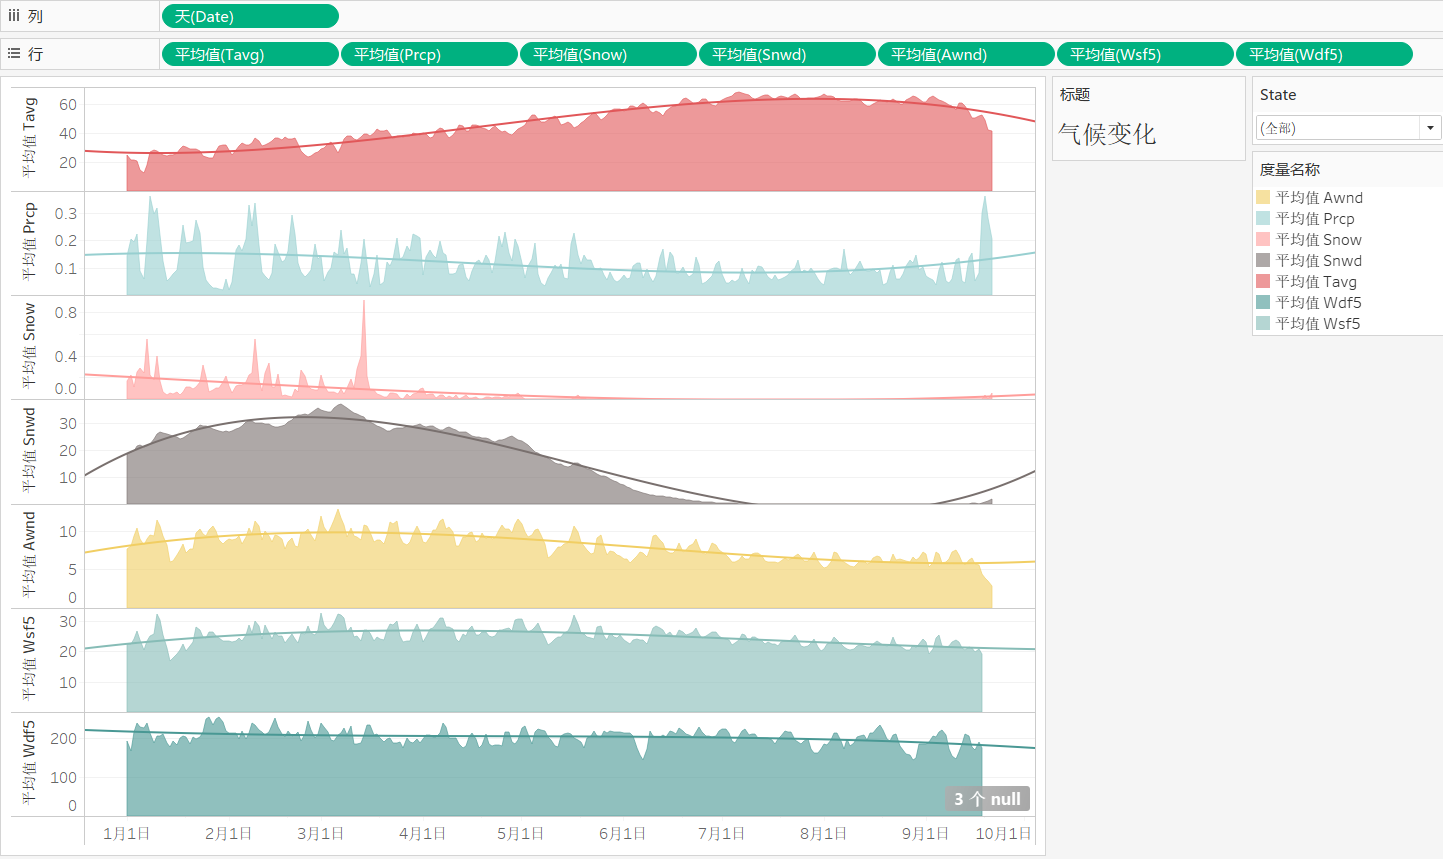 列
天(Date)
行
平均值(Tavg)
平均值(Prcp)
平均值(Snow)
平均值(Snwd)
平均值(Awnd)
平均值(Wsf5)
平均值(Wdf5)
平均值 Tavg
60
40
20
平均值 Prcp
0.3
0.2
0.1
平均值 Snow
0.8
0.4
0.0
平均值 Snwd
30
20
10
平均值 Awnd
10
5
0
平均值 Wsf5
30
20
10
平均值 Wdf5
200
100
0
3 个 null
1月1日
2月1日
3月1日
4月1日
5月1日
6月1日
7月1日
8月1日
9月1日
10月1日
标题
气候变化
State
(全部)
度量名称
平均值 Awnd
平均值 Prcp
平均值 Snow
平均值 Snwd
平均值 Tavg
平均值 Wdf5
平均值 Wsf5